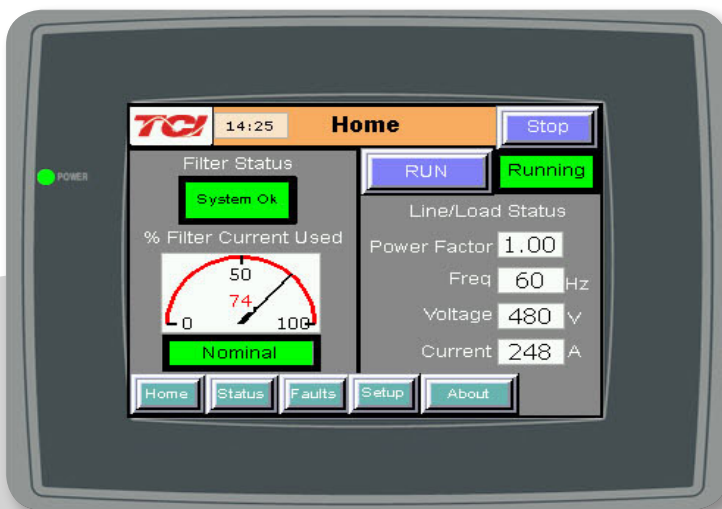 TCI 14:25 Home Stop
POWER
Filter Status
System Ok
% Filter Current Used
50
74
0 100
Nominal
RUN Running
Line/Load Status
Power Factor 1.00
Freq 60 Hz
Voltage 480 V
Current 248 A
Home Status Faults Setup About